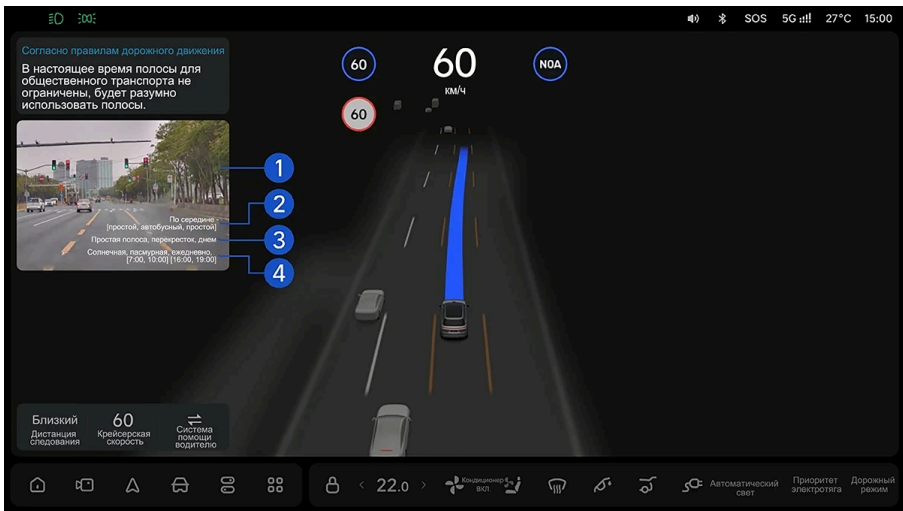 SOS 5G 27°C 15:00
Согласно правилам дорожного движения
В настоящее время полосы для
общественного транспорта не
ограничены, будет разумно
использовать полосы.
60
60
км/ч
NOA
60
1
2
По середине -
[простой, автобусный, простой]
3
Простая полоса, перекресток, днем
4
Солнечная, пасмурная, ежедневно,
[7:00, 10:00] [16:00, 19:00]
Близкий
Дистанция
следования
60
Крейсерская
скорость
Система
помощи
водителю
< 22.0 >
Кондиционер
вкл.
Автоматический
свет
Приоритет
электротяга
Дорожный
режим